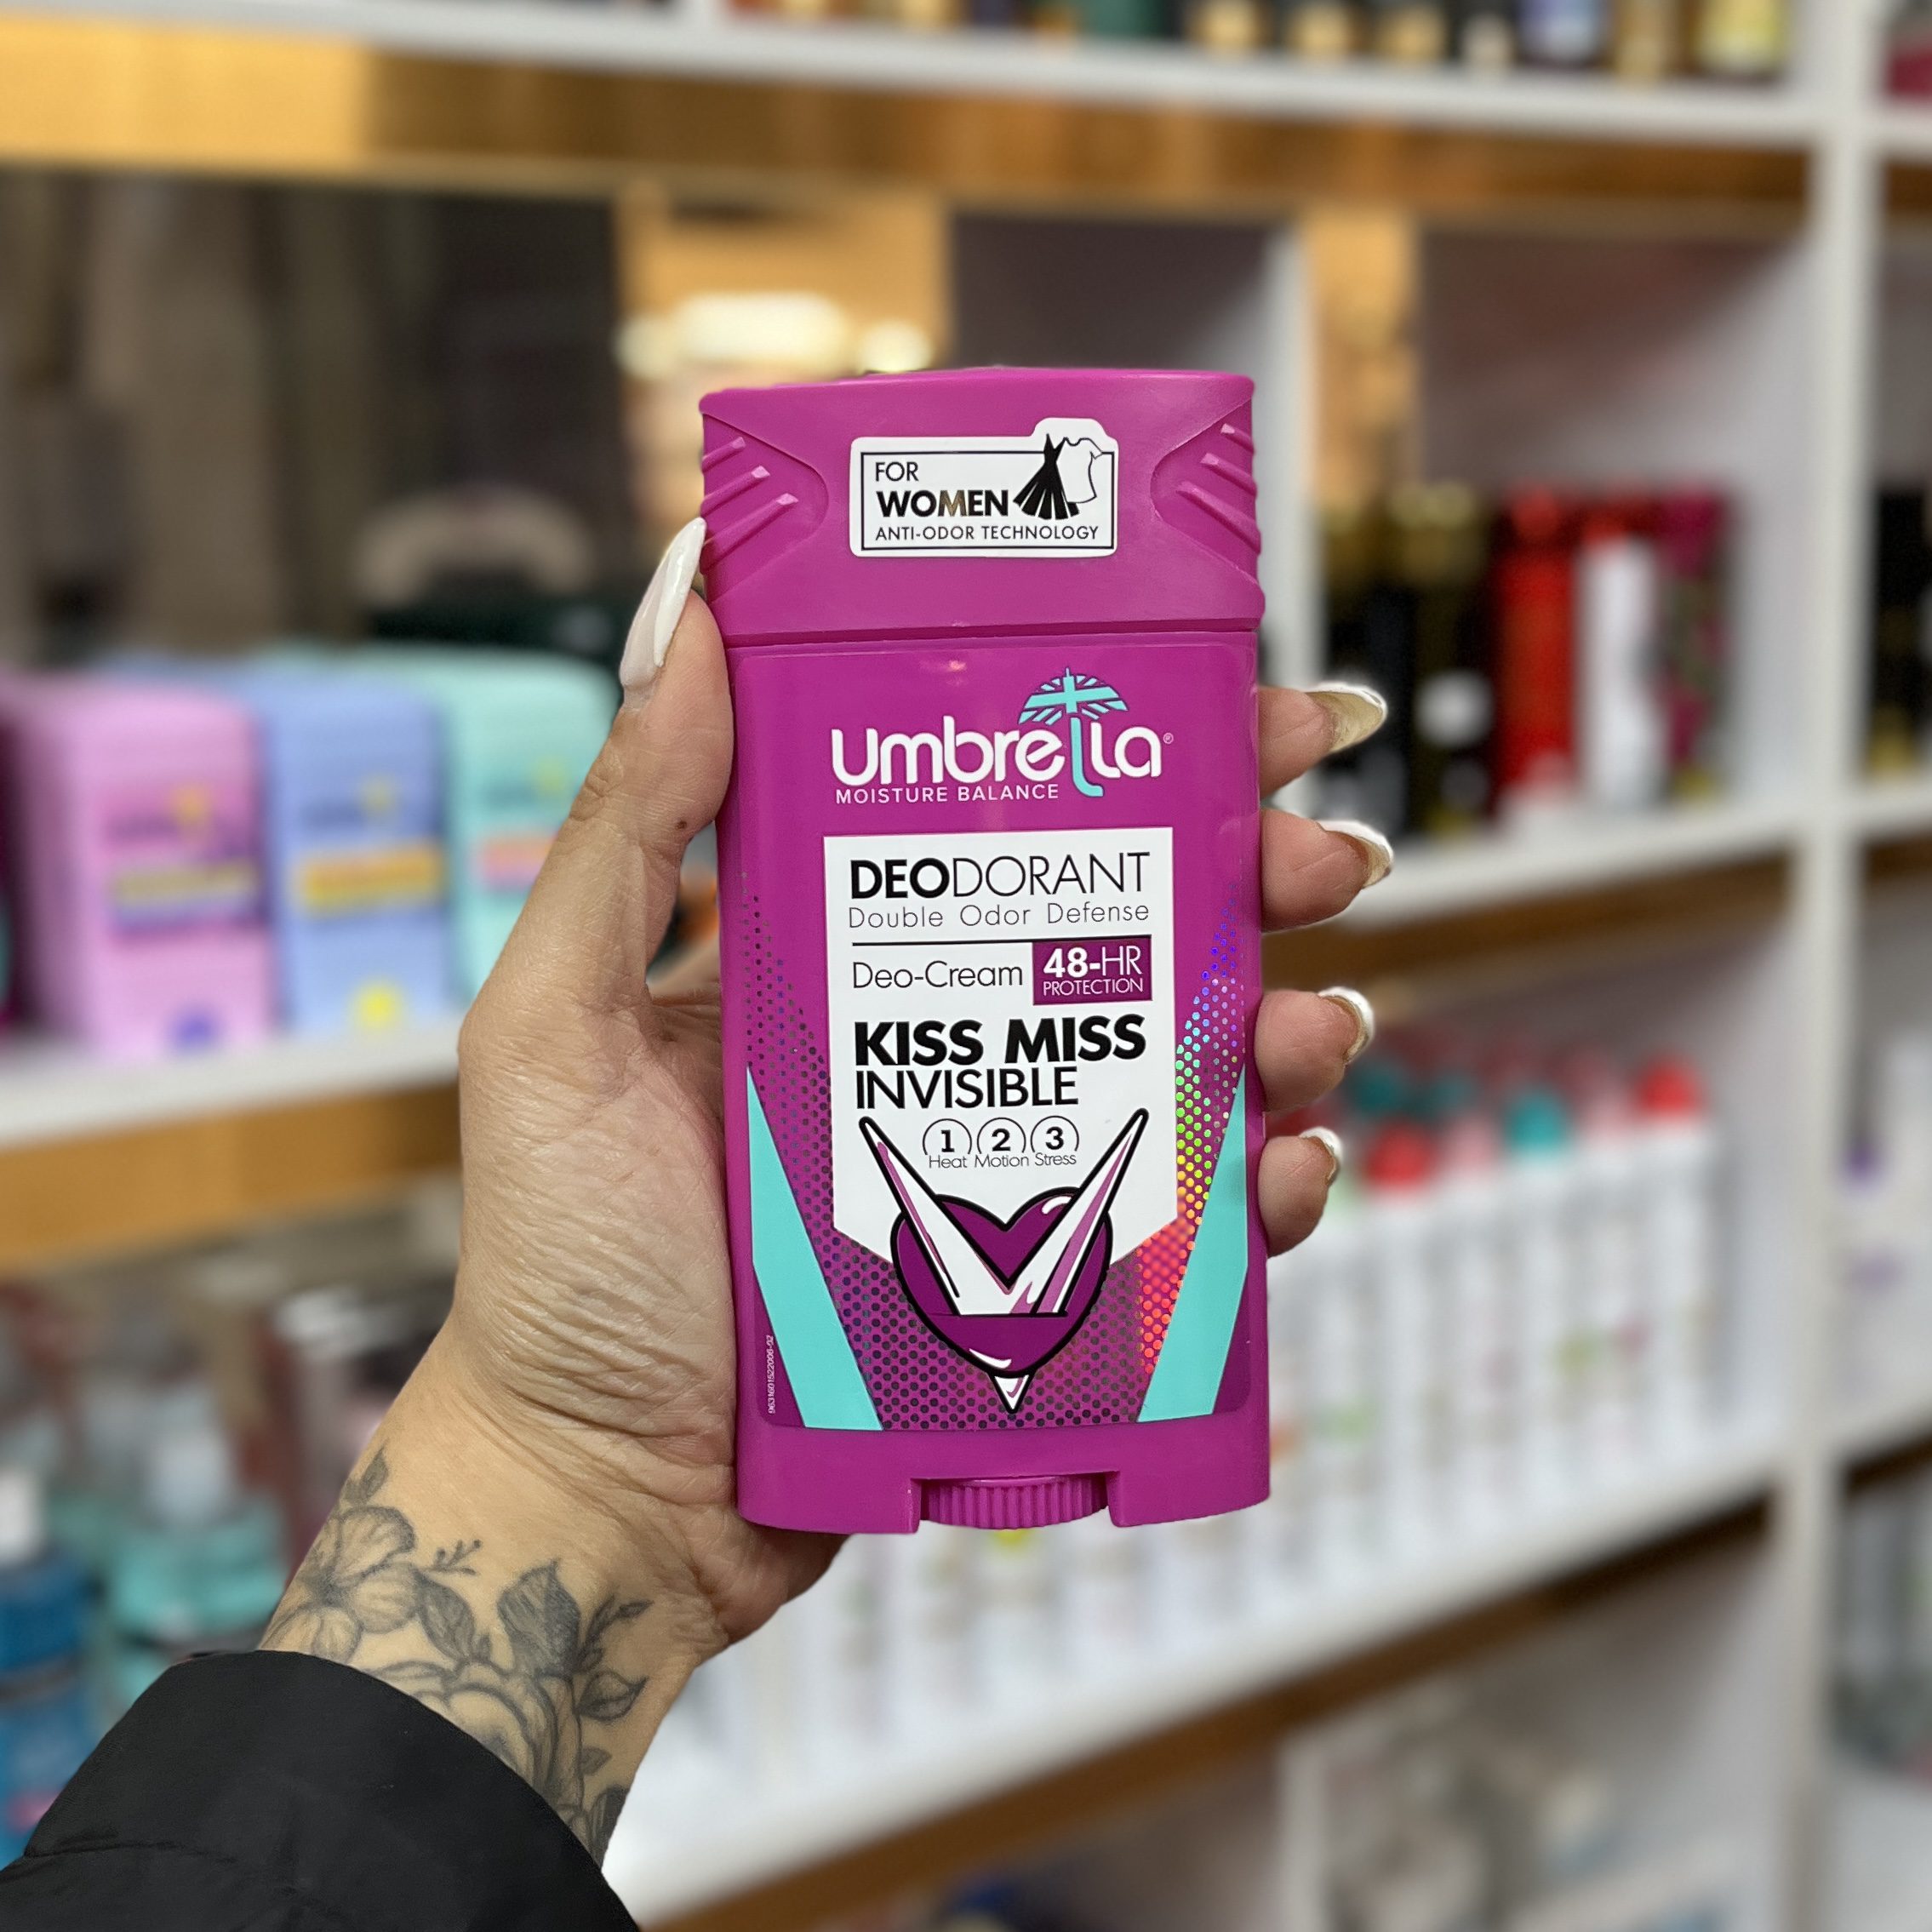 FOR
WOMEN
ANTI-ODOR TECHNOLOGY
umbrella®
MOISTURE BALANCE
DEODORANT
Double Odor Defense
Deo-Cream
48-HR
PROTECTION
KISS MISS
INVISIBLE
1 2 3
Heat Motion Stress